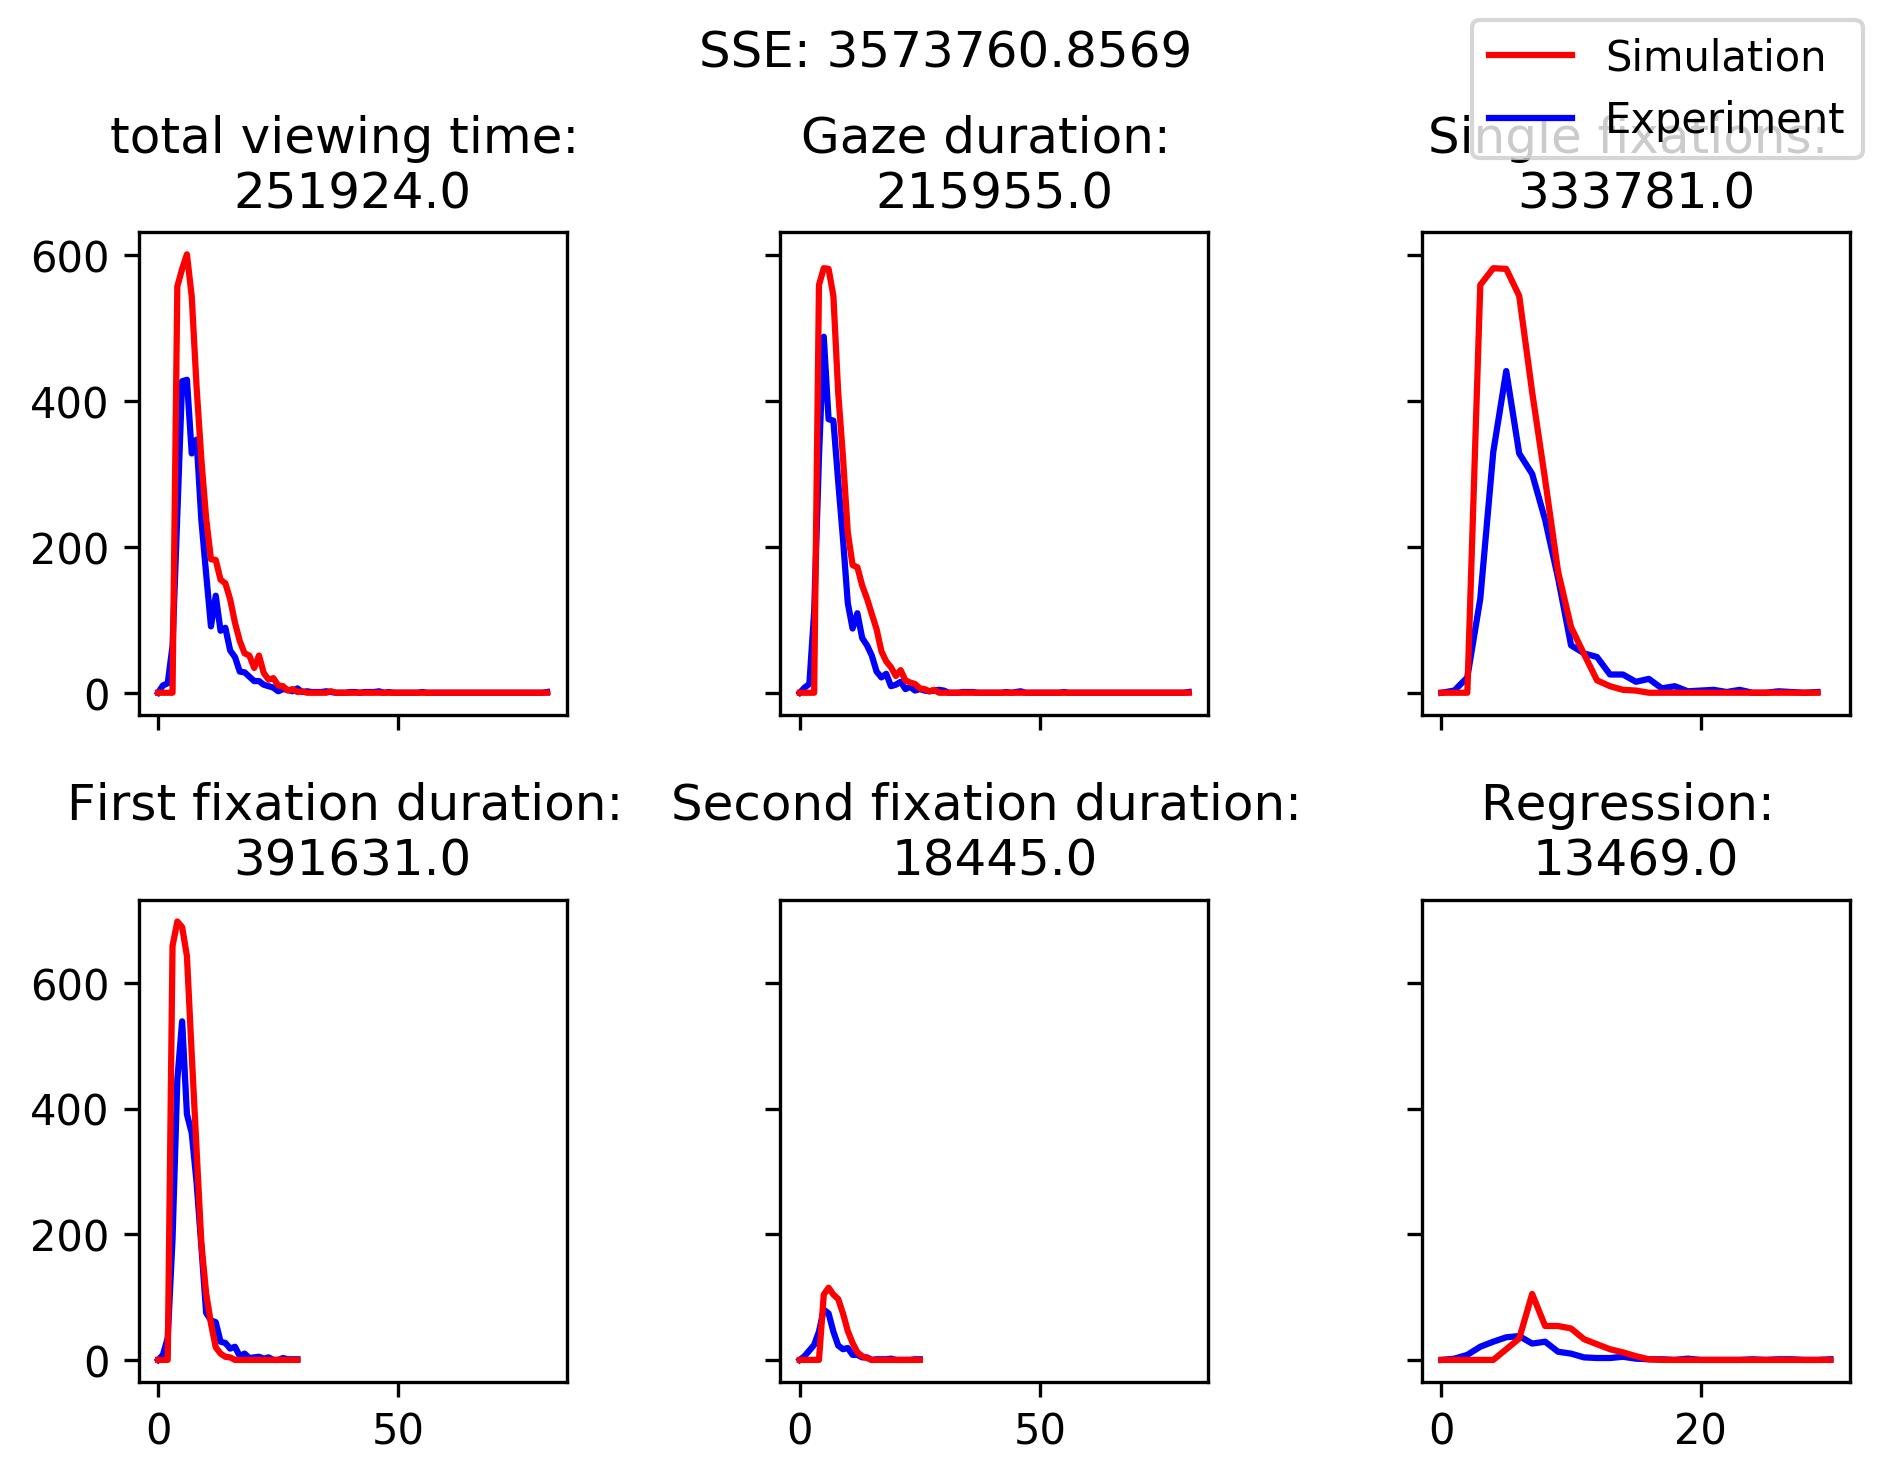 SSE: 3573760.8569
Simulation
Experiment
total viewing time:
251924.0
Gaze duration:
215955.0
Single fixations:
333781.0
600
400
200
0
First fixation duration:
391631.0
Second fixation duration:
18445.0
Regression:
13469.0
600
400
200
0
0 50
0 50
0 20